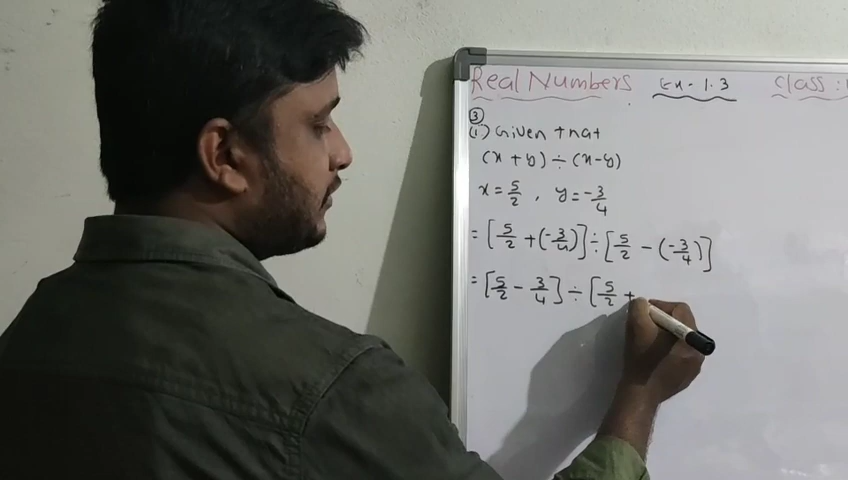 Real Numbers Ex-1.3 Class:
③
(i) Given that
(x + y) ÷ (x-y)
x = 5/2 , y = -3/4
= [5/2 + (-3/4)] ÷ [5/2 - (-3/4)]
= [5/2 - 3/4] ÷ [5/2 +